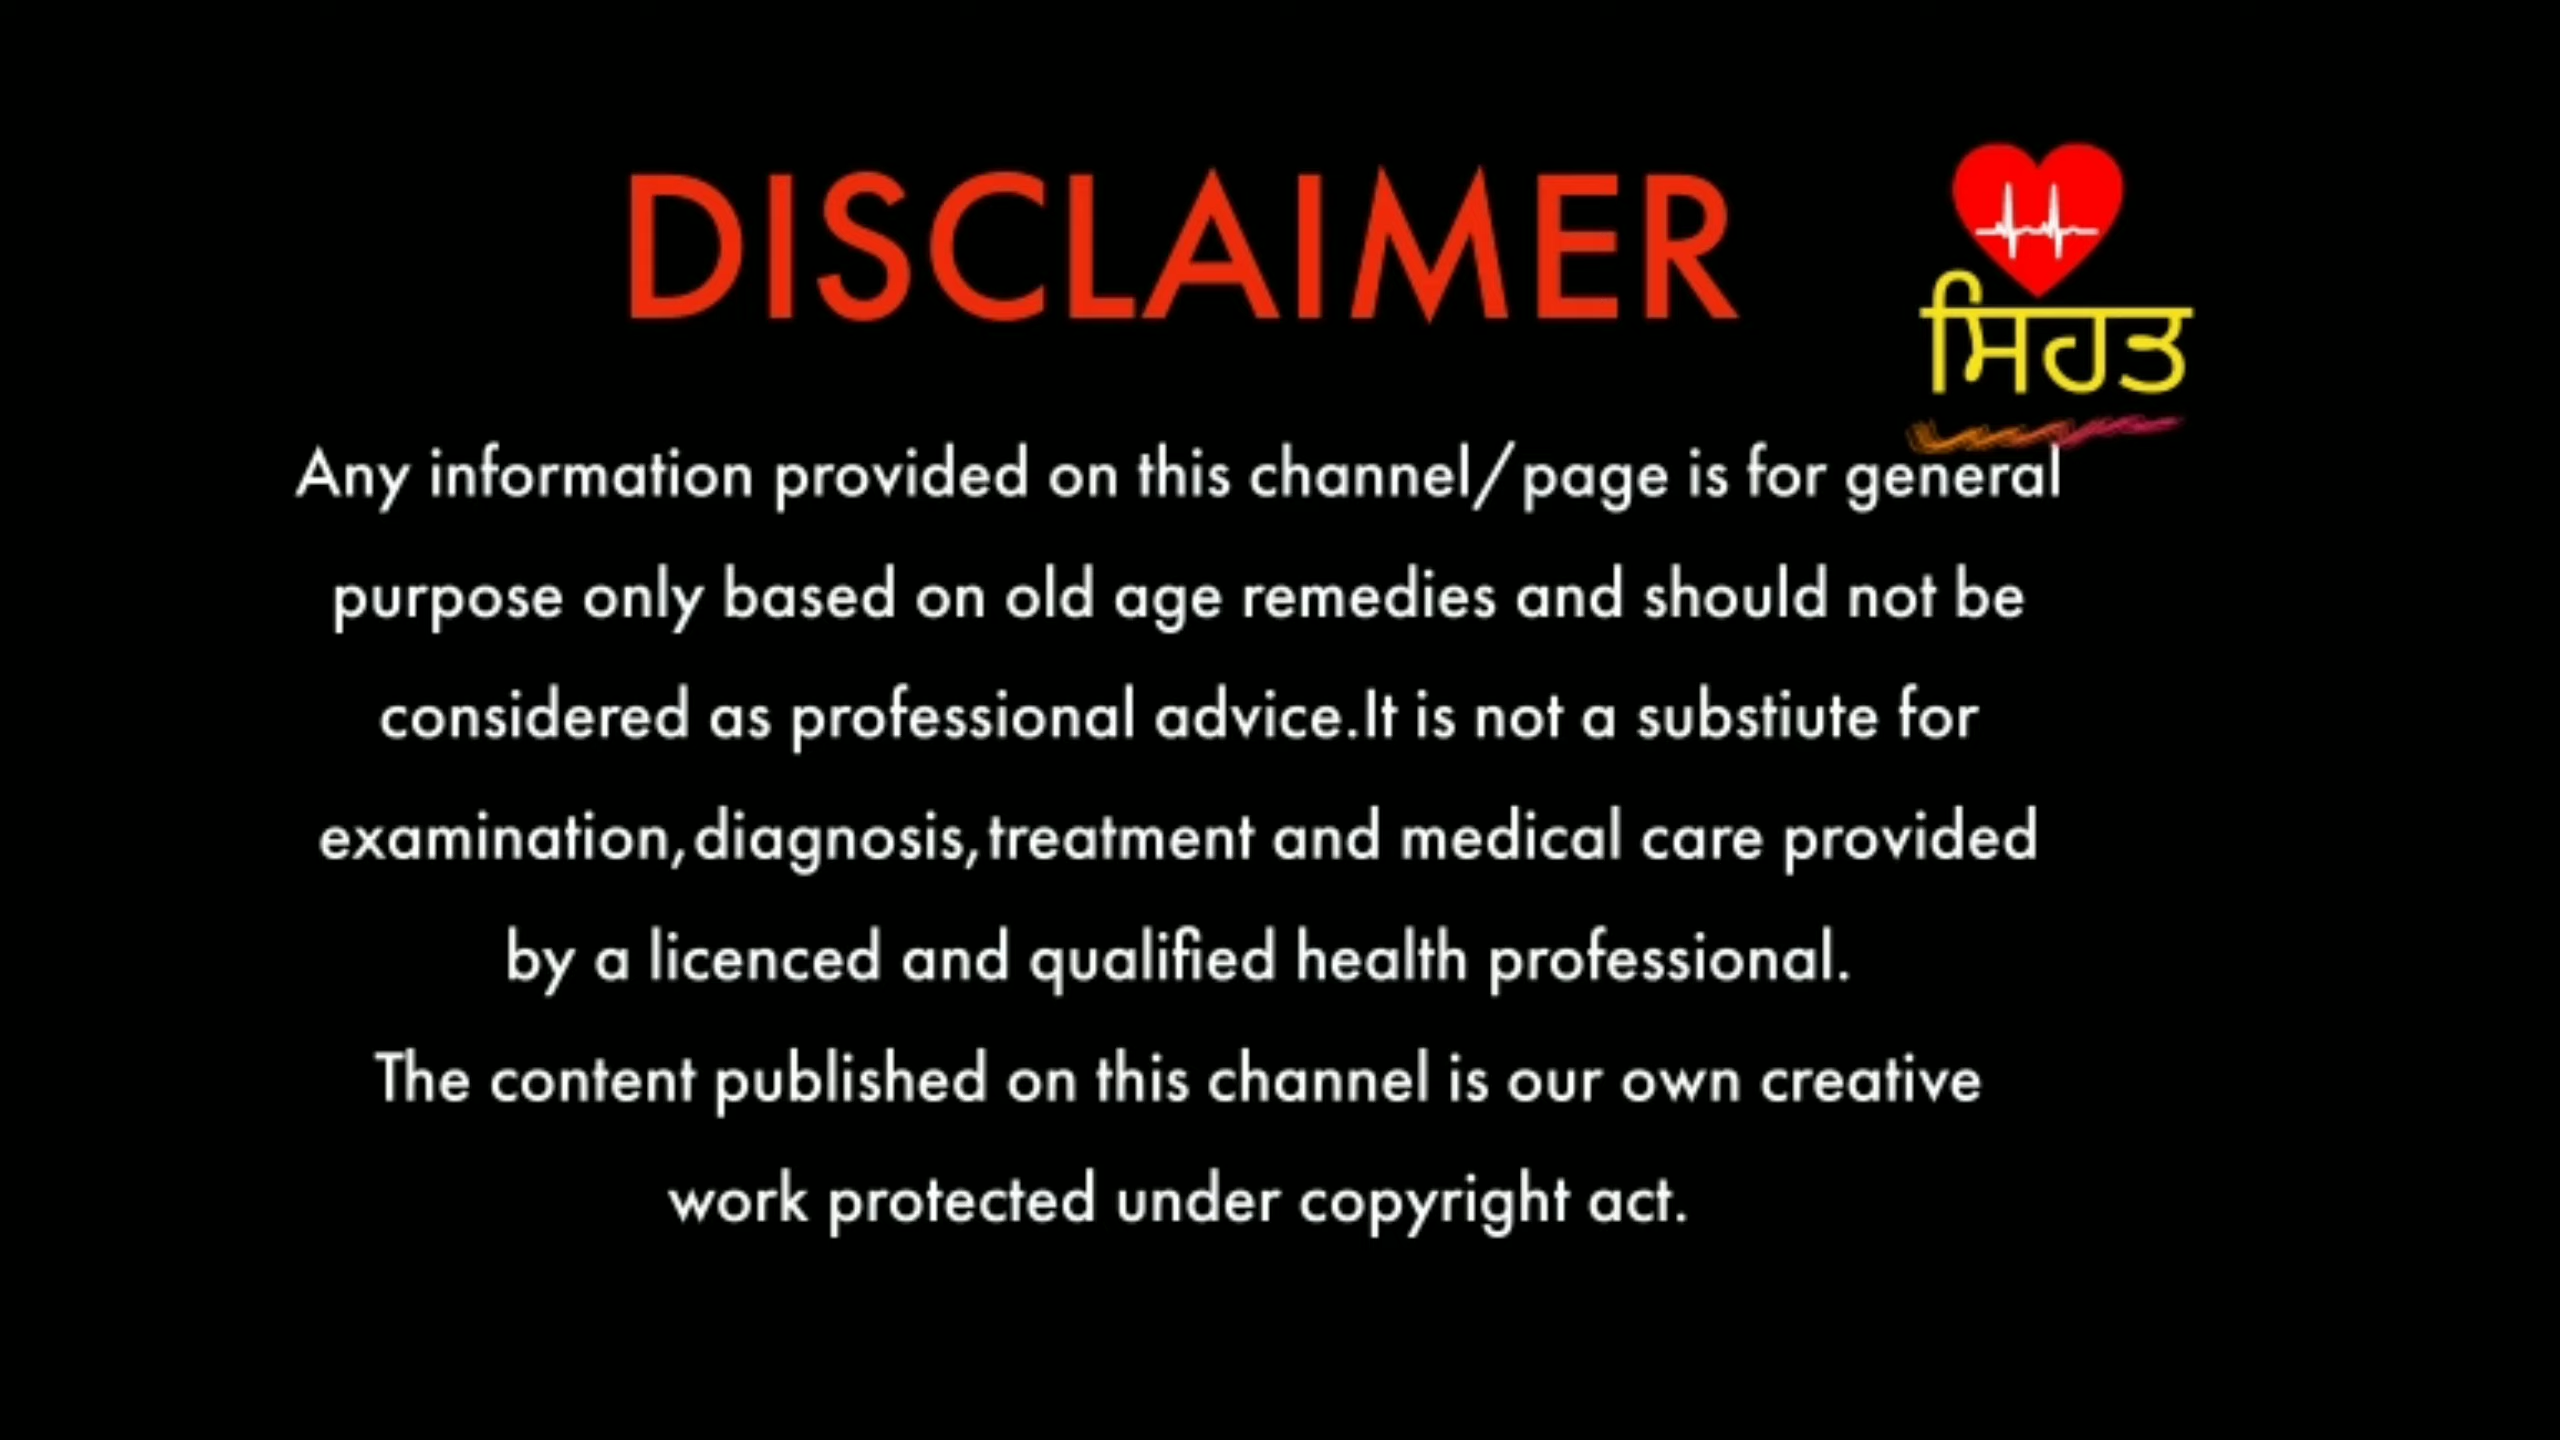 DISCLAIMER
ਸਿਹਤ
Any information provided on this channel/page is for general
purpose only based on old age remedies and should not be
considered as professional advice.It is not a substiute for
examination,diagnosis,treatment and medical care provided
by a licenced and qualified health professional.
The content published on this channel is our own creative
work protected under copyright act.